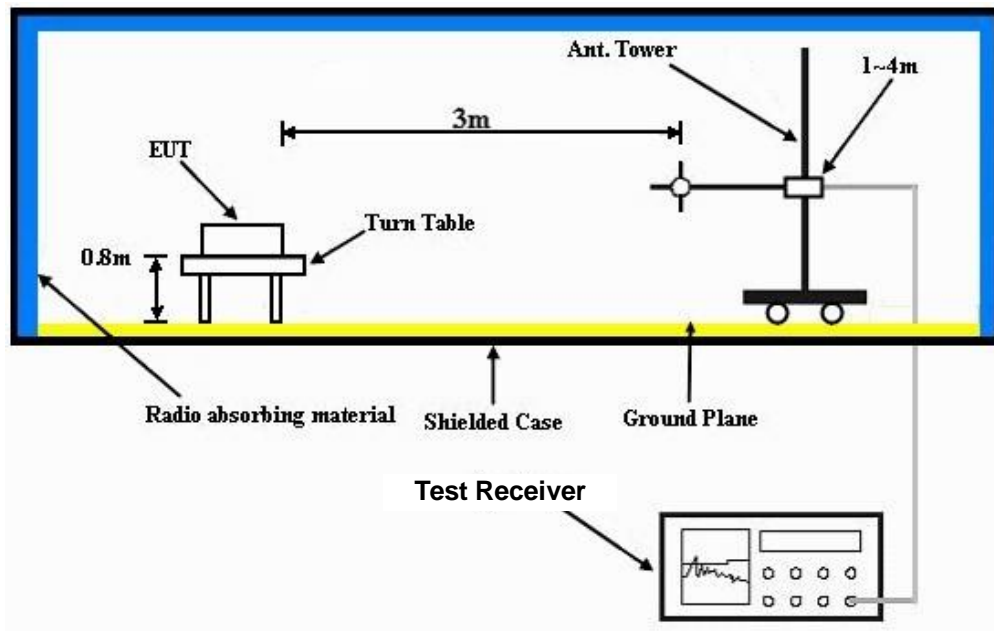 Ant. Tower
1~4m
3m
EUT
Turn Table
0.8m
Radio absorbing material
Shielded Case
Ground Plane
Test Receiver